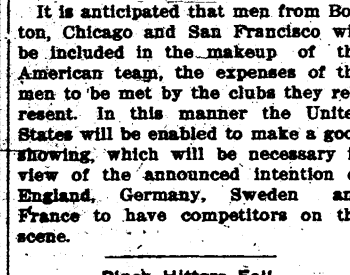 It is anticipated that men from Bo
ton, Chicago and San Francisco wi
be included in the makeup of th
American team, the expenses of th
men to be met by the clubs they re
resent. In this manner the Unite
States will be enabled to make a goo
showing, which will be necessary i
view of the announced intention o
England, Germany, Sweden an
France to have competitors on th
scene.